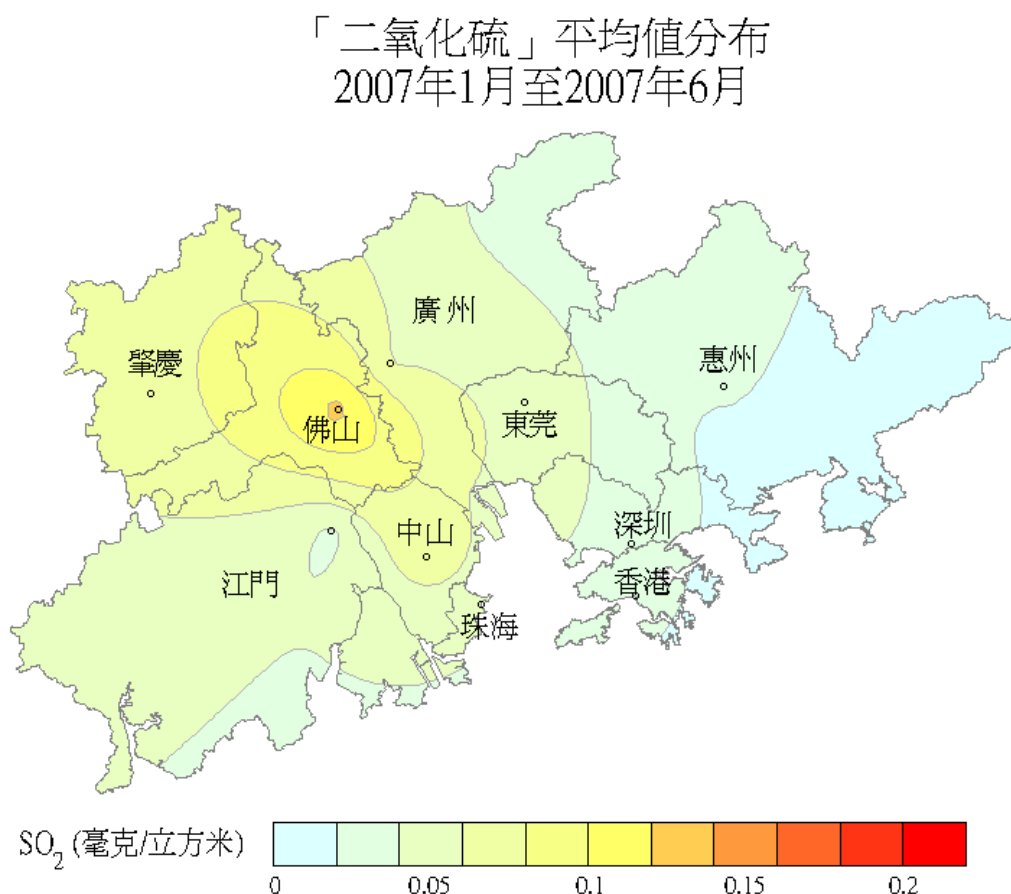 「二氧化硫」平均值分布
2007年1月至2007年6月
廣州
肇慶
惠州
佛山
東莞
中山
深圳
江門
香港
珠海
SO₂ (毫克/立方米)
0 0.05 0.1 0.15 0.2